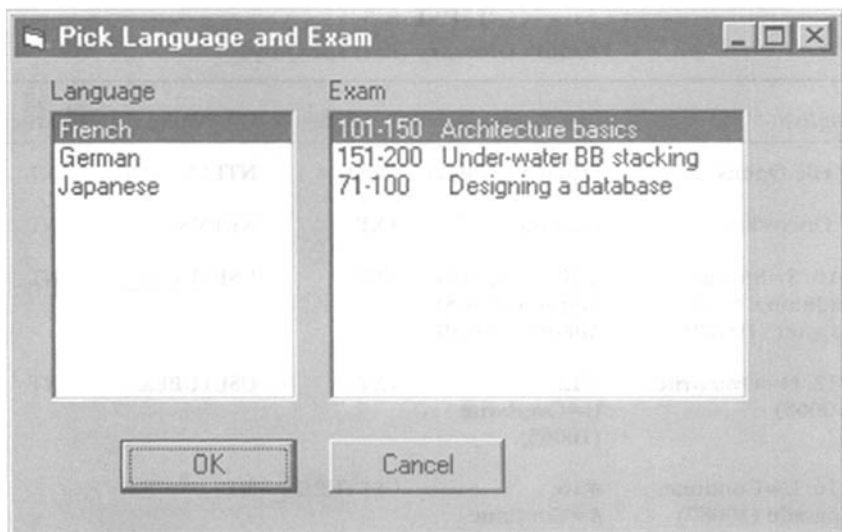 Pick Language and Exam
Language
Exam
French
German
Japanese
101-150 Architecture basics
151-200 Under-water BB stacking
71-100 Designing a database
OK
Cancel